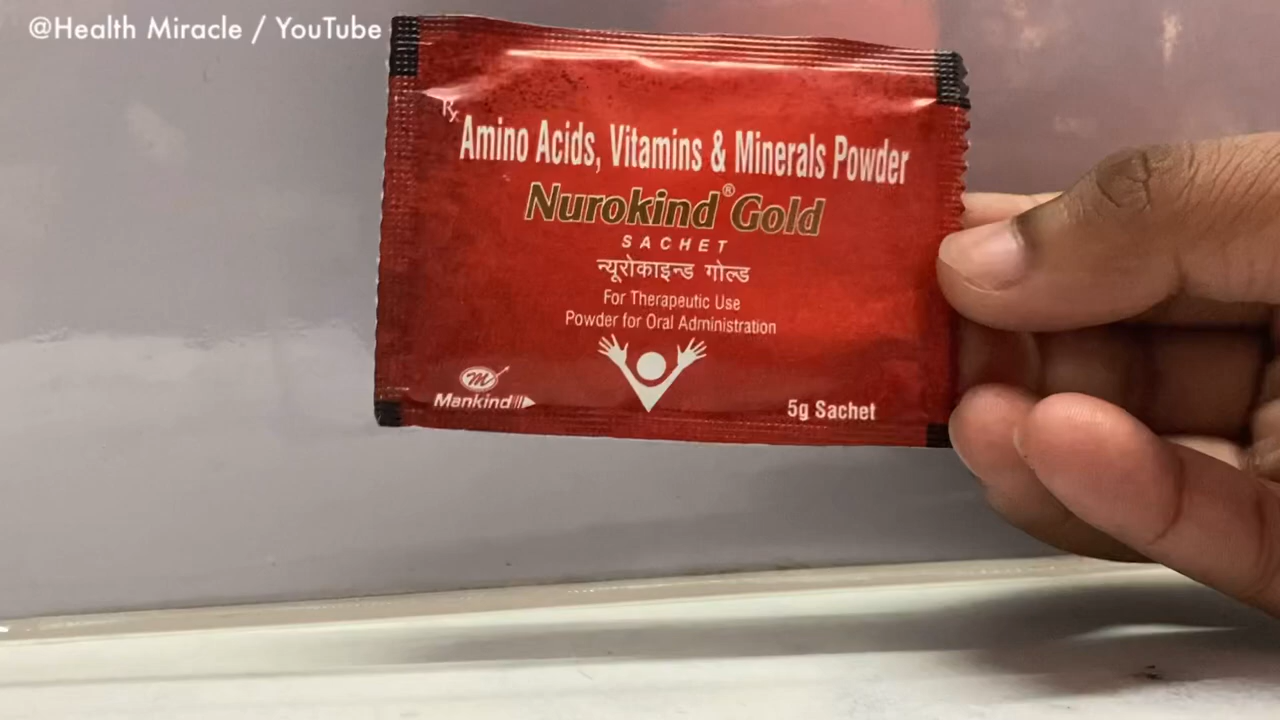 @Health Miracle / YouTube
Rx
Amino Acids, Vitamins & Minerals Powder
Nurokind® Gold
SACHET
न्यूरोकाइन्ड गोल्ड
For Therapeutic Use
Powder for Oral Administration
M
Mankind
5g Sachet